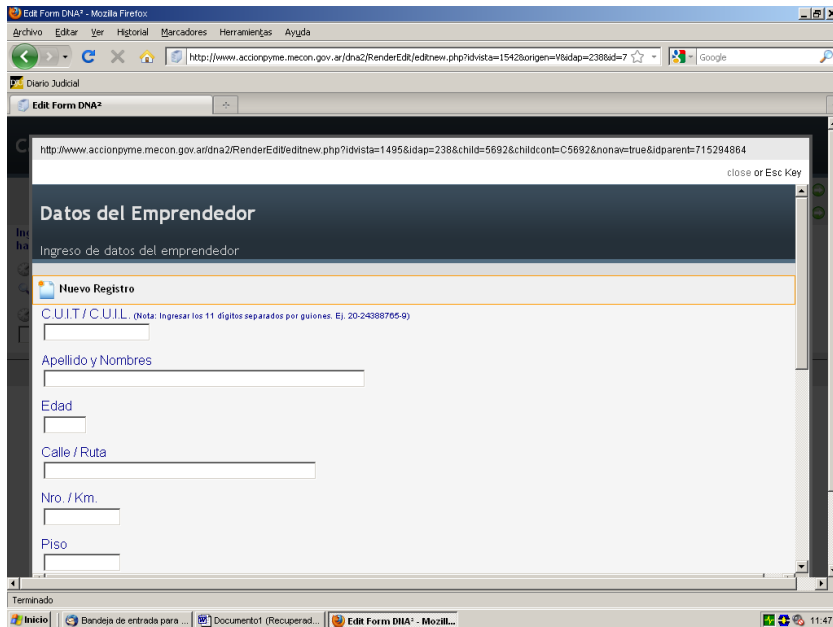 Edit Form DNA² - Mozilla Firefox
Archivo Editar Ver Historial Marcadores Herramientas Ayuda
http://www.accionpyme.mecon.gov.ar/dna2/RenderEdit/editnew.php?idvista=1542&origen=V&idap=238&id=7
Google
Diario Judicial
Edit Form DNA²
http://www.accionpyme.mecon.gov.ar/dna2/RenderEdit/editnew.php?idvista=1495&idap=238&child=5692&childcont=C5692&nonav=true&idparent=715294864
close or Esc Key
Datos del Emprendedor
Ingreso de datos del emprendedor
Nuevo Registro
C.U.I.T / C.U.I.L. (Nota: Ingresar los 11 dígitos separados por guiones. Ej. 20-24388765-9)
Apellido y Nombres
Edad
Calle / Ruta
Nro. / Km.
Piso
Terminado
Inicio Bandeja de entrada para ... Documento1 (Recuperad... Edit Form DNA² - Mozill... 11:47